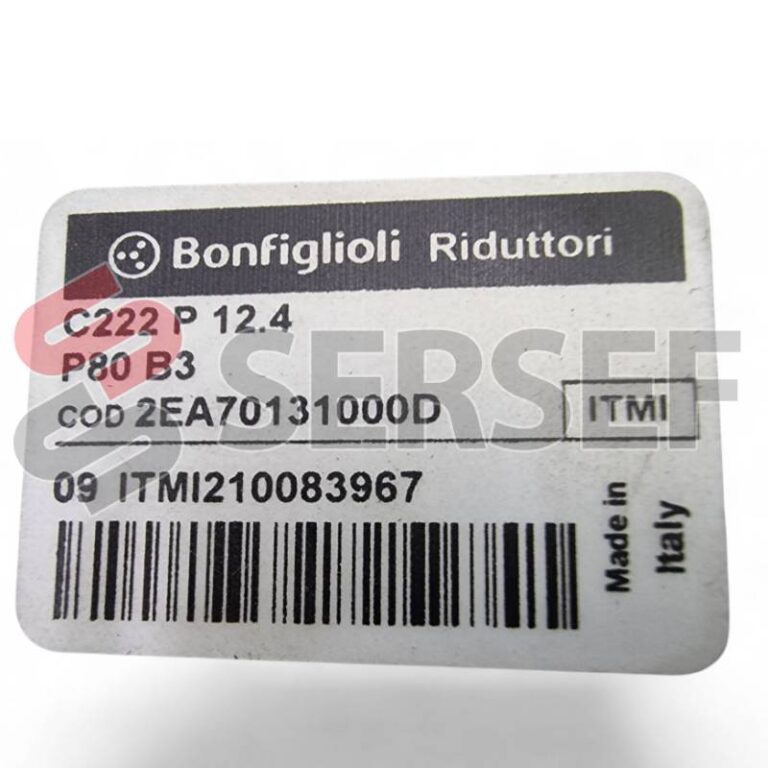 Bonfiglioli Riduttori
C222 P 12.4
P80 B3
COD 2EA70131000D
ITMI
09 ITMI210083967
Made in
Italy
SERSEF